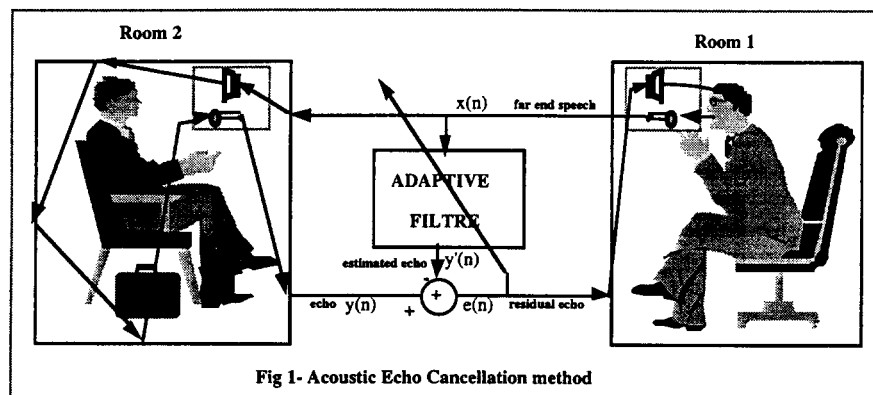 Room 2
Room 1
x(n)
far end speech
ADAPTIVE
FILTRE
estimated echo
y'(n)
-
+
echo
y(n)
+
e(n)
residual echo
Fig 1- Acoustic Echo Cancellation method